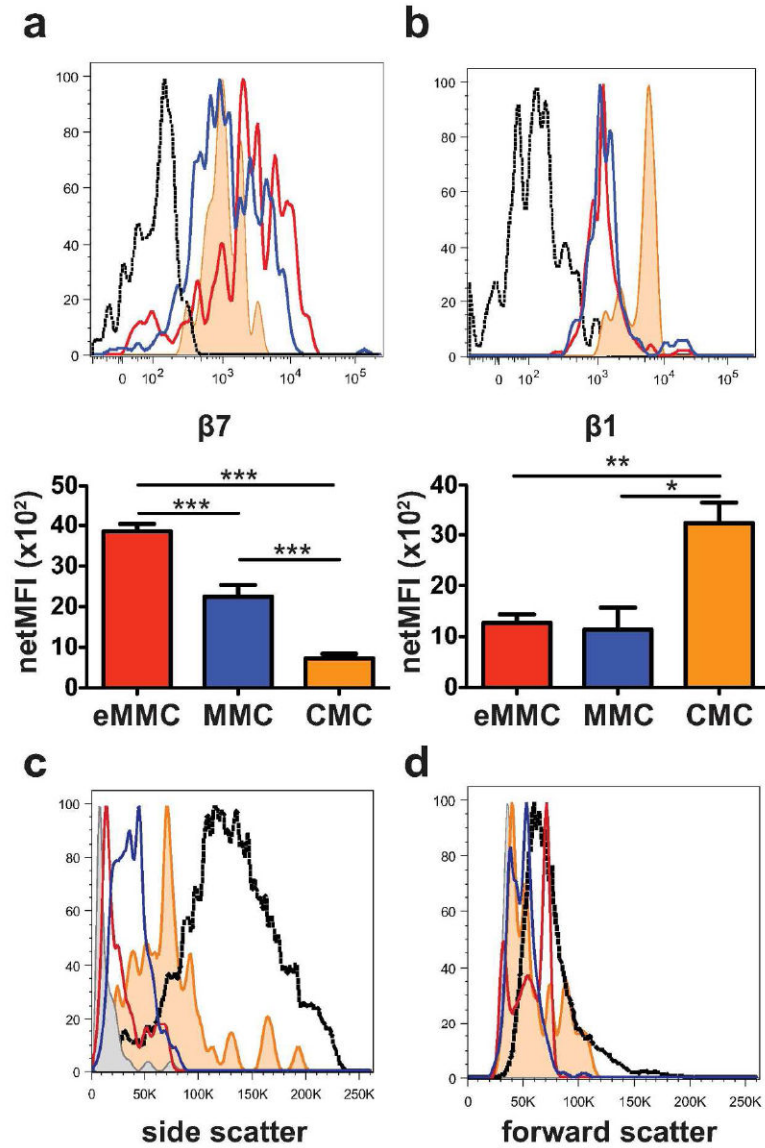 a
b
100
80
60
40
20
0
0 10² 10³ 10⁴ 10⁵
β7
100
80
60
40
20
0
0 10² 10³ 10⁴ 10⁵
β1
netMFI (x10²)
50
40
30
20
10
0
***
***
***
eMMC MMC CMC
netMFI (x10²)
40
30
20
10
0
**
*
eMMC MMC CMC
c
d
100
80
60
40
20
0
0 50K 100K 150K 200K 250K
side scatter
100
80
60
40
20
0
0 50K 100K 150K 200K 250K
forward scatter